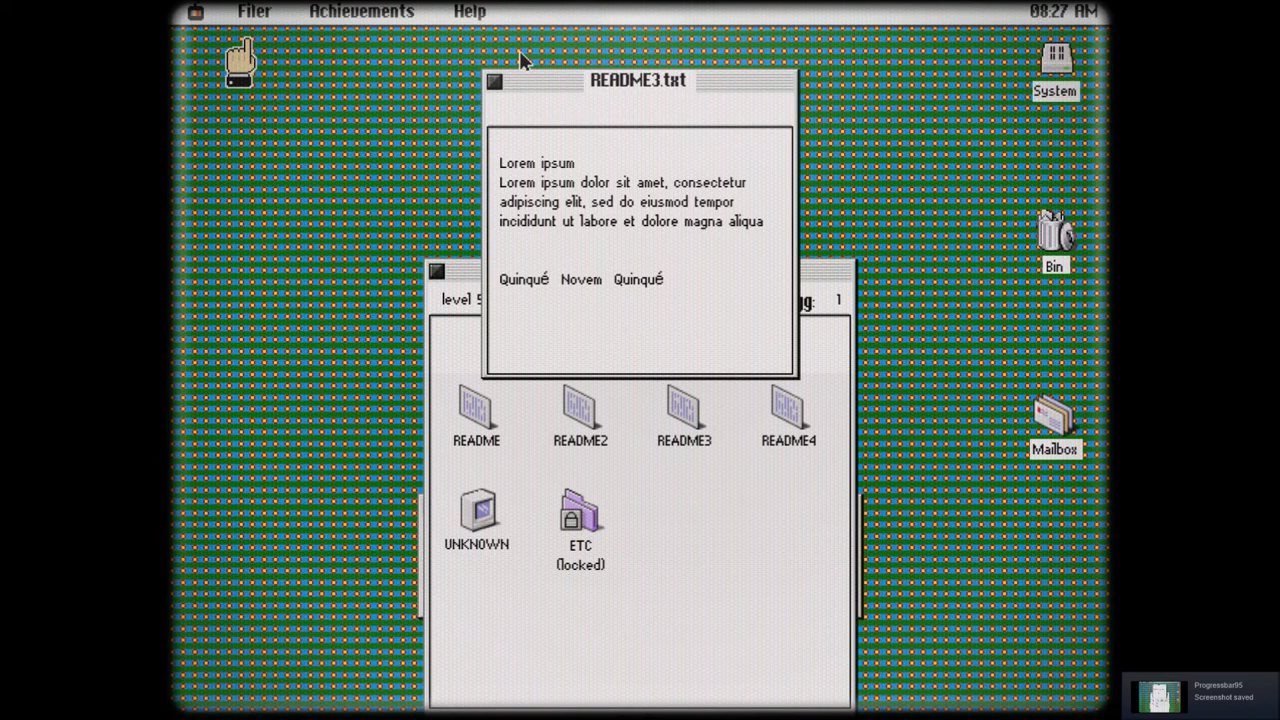 Filer Achievements Help 08:27 AM
README3.txt
System
Lorem ipsum
Lorem ipsum dolor sit amet, consectetur
adipiscing elit, sed do eiusmod tempor
incididunt ut labore et dolore magna aliqua
Quinqué Novem Quinqué
Bin
level 1
README README2 README3 README4
Mailbox
UNKNOWN ETC
(locked)
Progressbar95
Screenshot saved